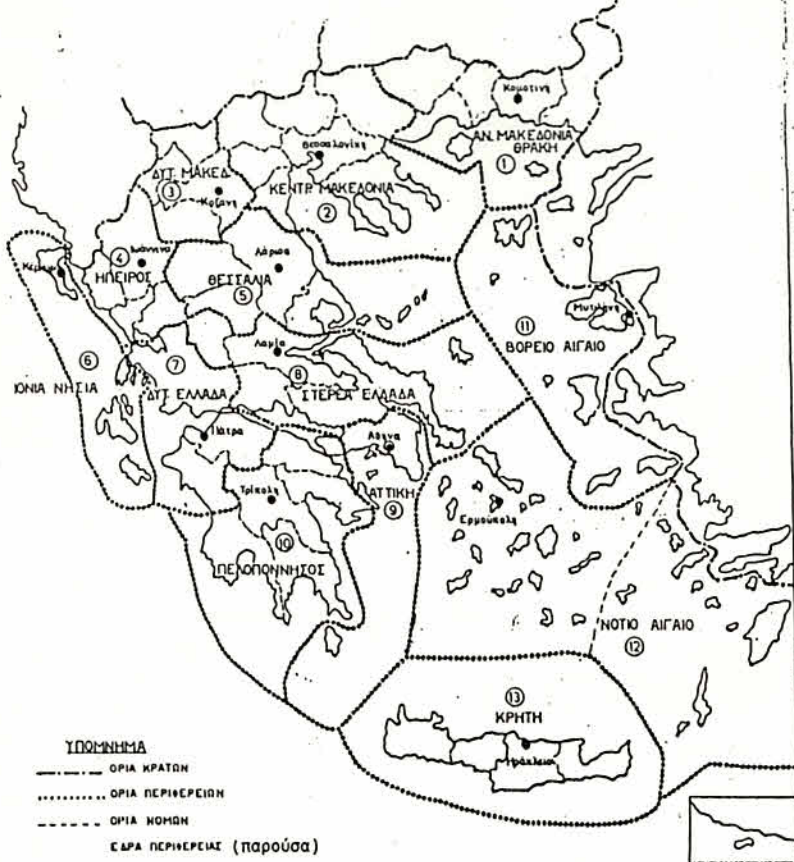 Κομοτινή
ΑΝ. ΜΑΚΕΔΟΝΙΑ
ΘΡΑΚΗ
1
Θεσσαλονίκη
ΔΥΤ. ΜΑΚΕΔ.
3
Κοζάνη
ΚΕΝΤΡ. ΜΑΚΕΔΟΝΙΑ
2
4
Ιωάννινα
ΗΠΕΙΡΟΣ
Λάρισα
ΘΕΣΣΑΛΙΑ
5
11
Μυτιλήνη
ΒΟΡΕΙΟ ΑΙΓΑΙΟ
6
ΙΟΝΙΑ ΝΗΣΙΑ
7
ΔΥΤ. ΕΛΛΑΔΑ
Λαμία
8
ΣΤΕΡΕΑ ΕΛΛΑΔΑ
Πάτρα
Αθήνα
ΑΤΤΙΚΗ
9
Τρίπολη
10
ΠΕΛΟΠΟΝΝΗΣΟΣ
Ερμούπολη
ΝΟΤΙΟ ΑΙΓΑΙΟ
12
13
ΚΡΗΤΗ
Ηράκλειο
ΥΠΟΜΝΗΜΑ
ΟΡΙΑ ΚΡΑΤΩΝ
ΟΡΙΑ ΠΕΡΙΦΕΡΕΙΩΝ
ΟΡΙΑ ΝΟΜΩΝ
ΕΔΡΑ ΠΕΡΙΦΕΡΕΙΑΣ (παρούσα)